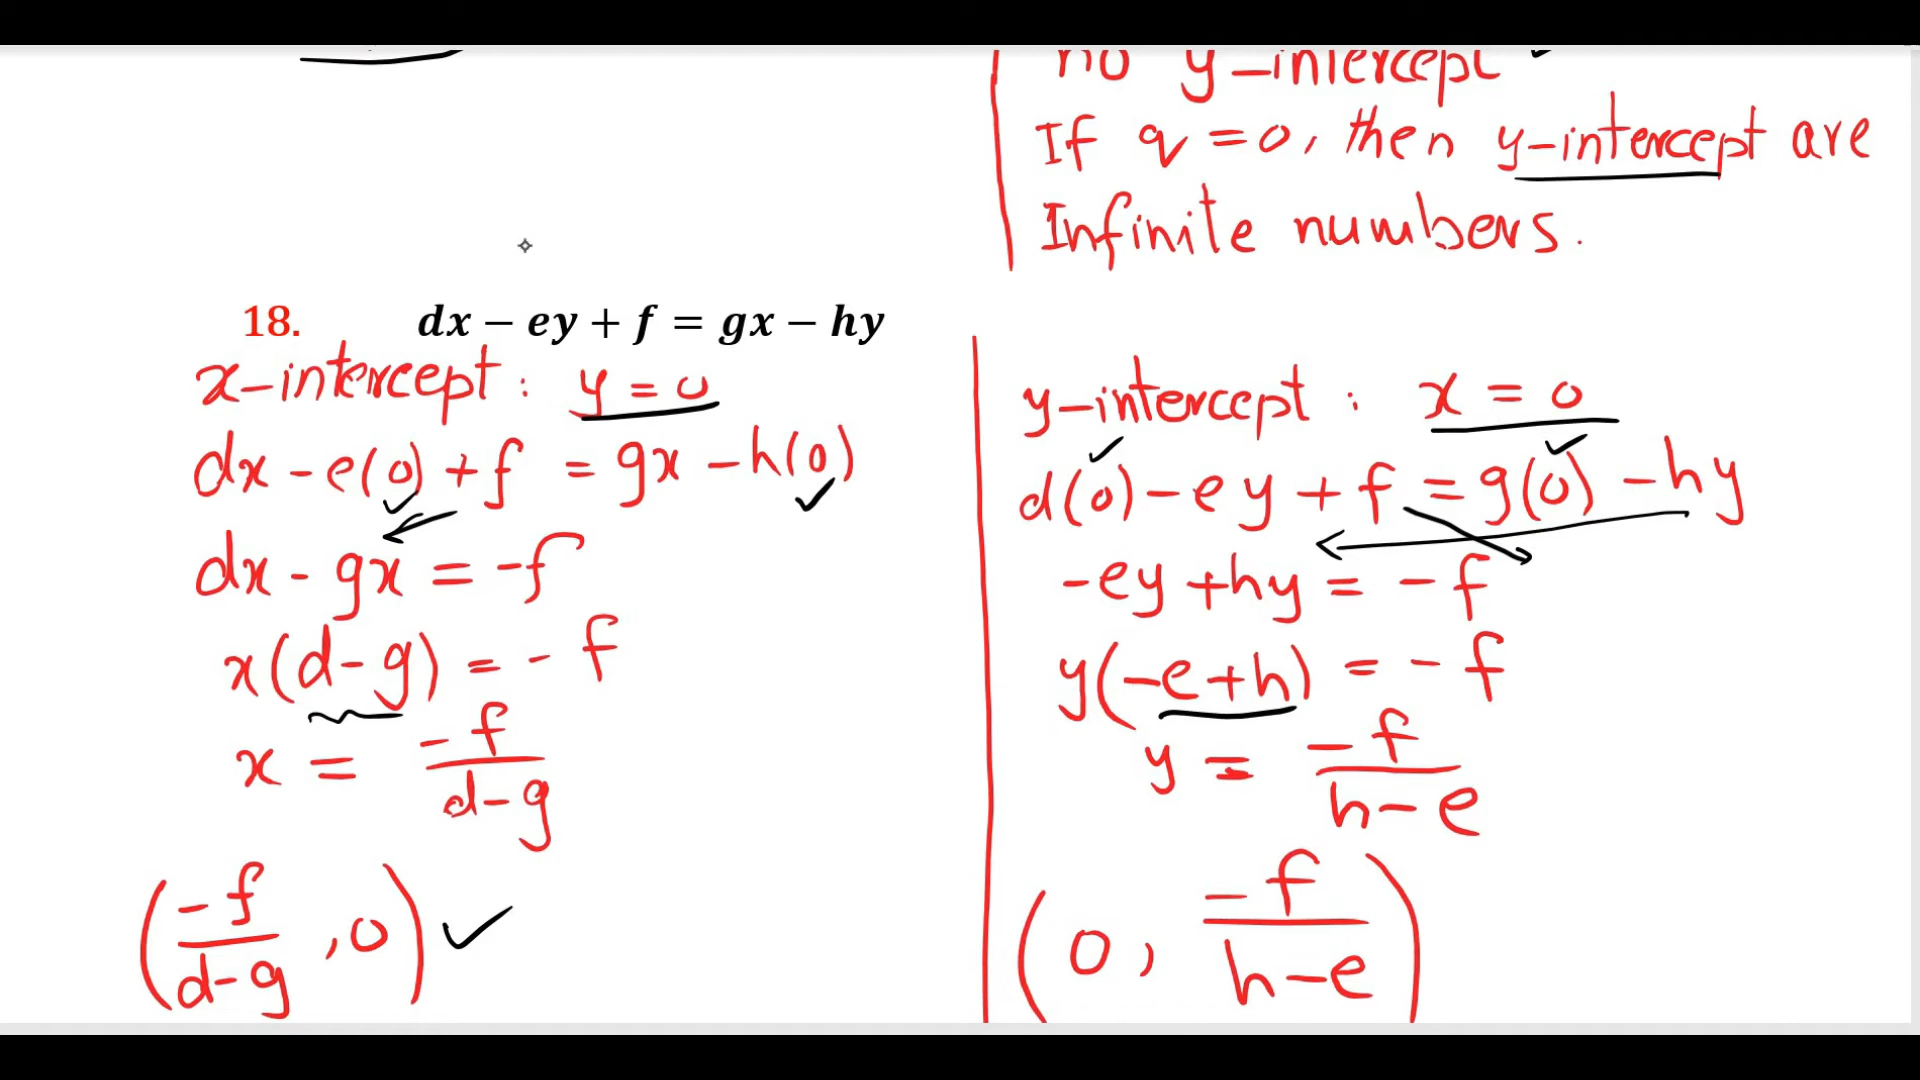 no y-intercept
If q = 0, then y-intercept are
Infinite numbers.
18. dx − ey + f = gx − hy
x-intercept : y = 0
dx - e(0) + f = gx - h(0)
dx - gx = -f
x(d-g) = -f
x = -f/(d-g)
(-f/(d-g), 0)
y-intercept : x = 0
d(0) - ey + f = g(0) - hy
-ey + hy = -f
y(-e+h) = -f
y = -f/(h-e)
(0, -f/(h-e))